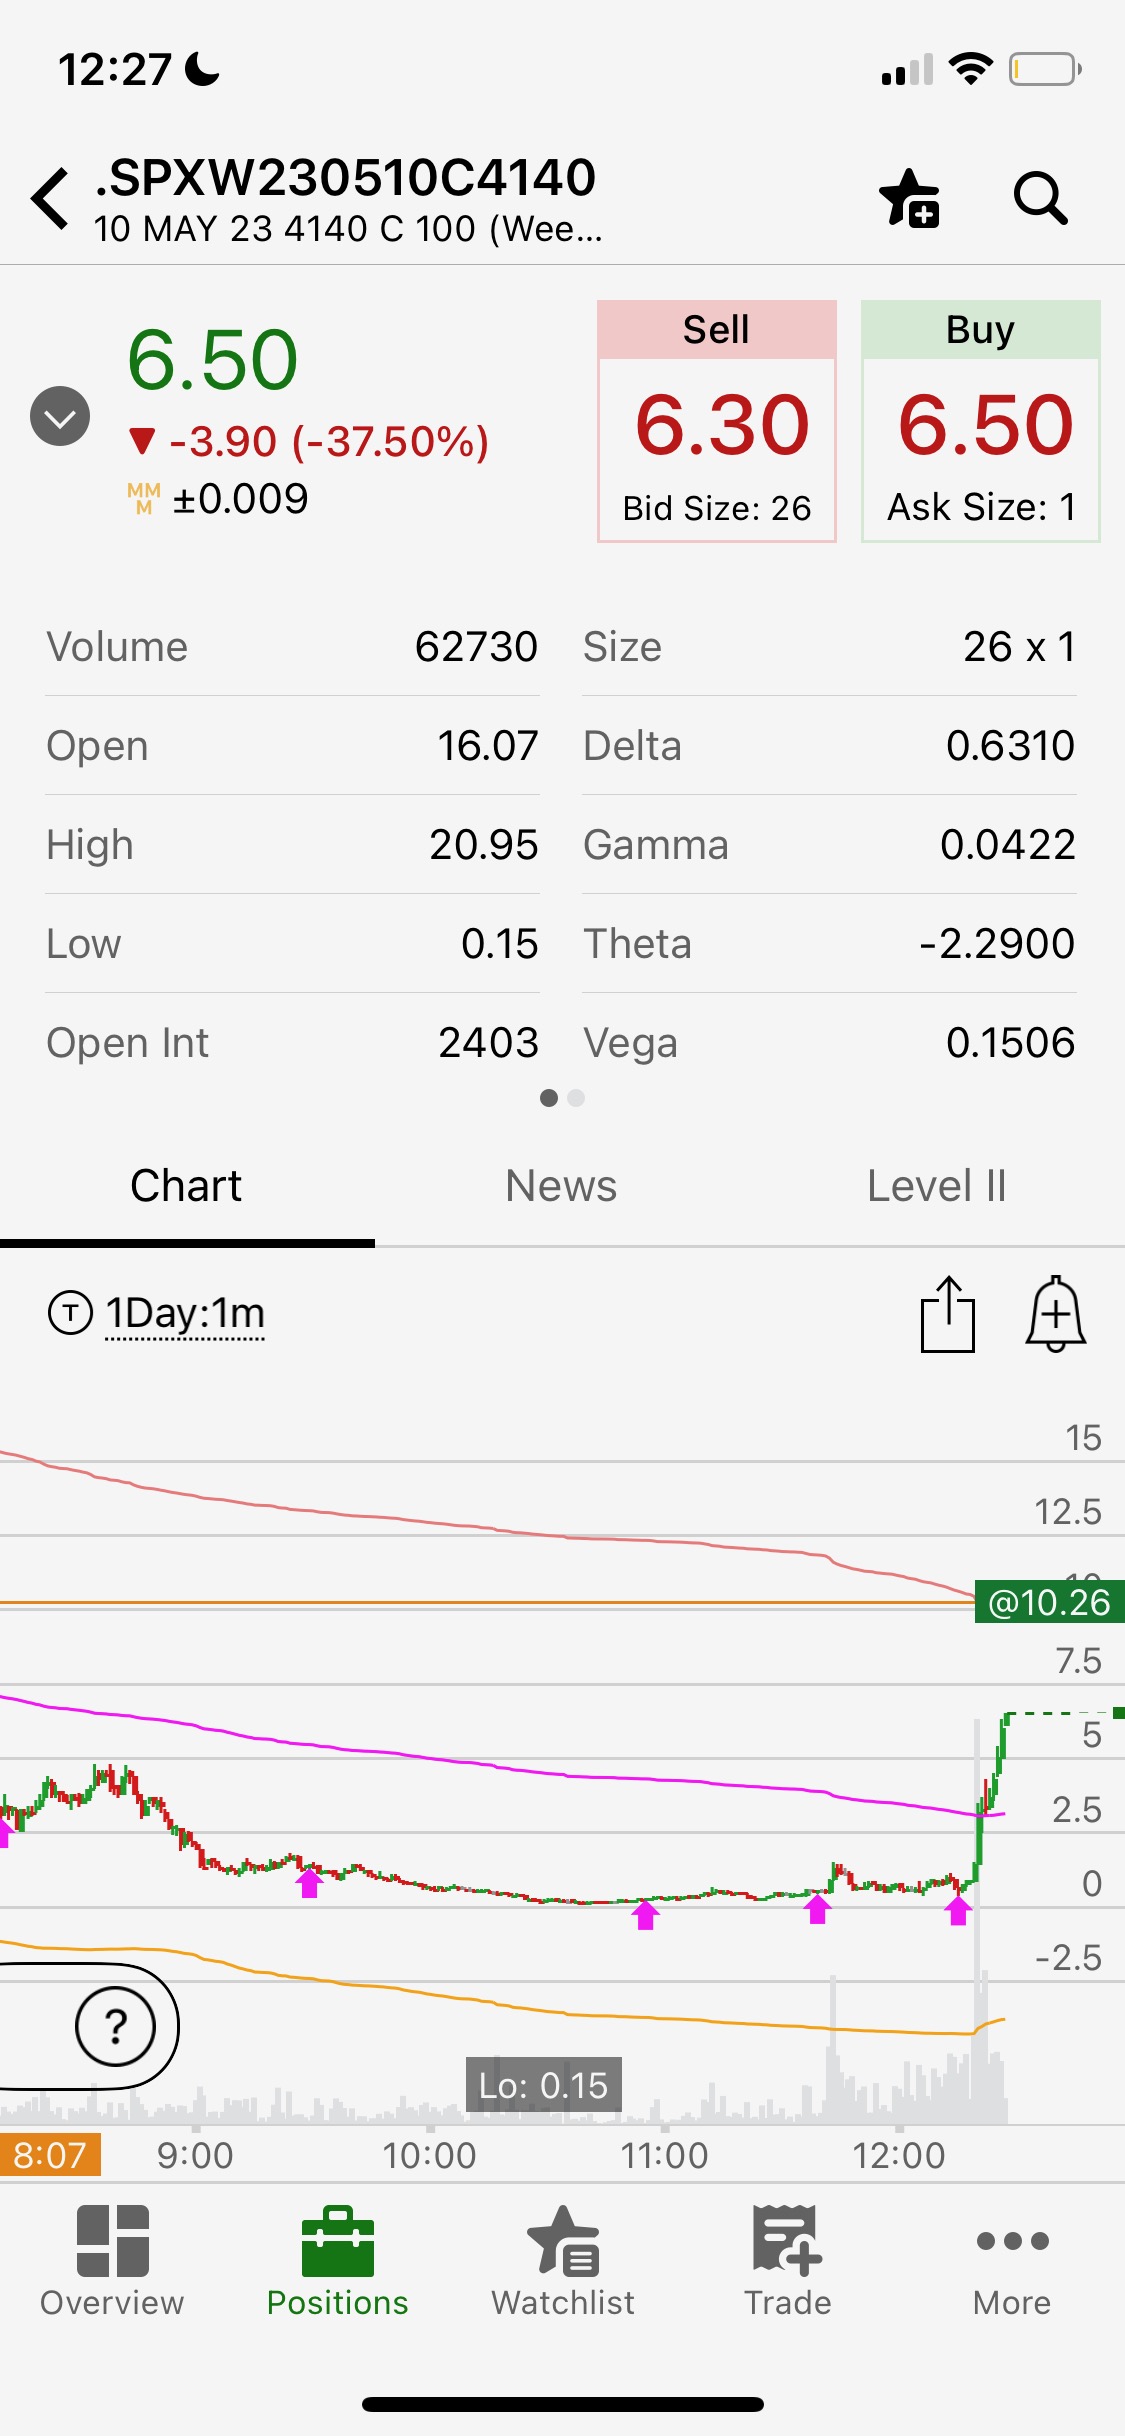 12:27
.SPXW230510C4140
10 MAY 23 4140 C 100 (Wee...
6.50
-3.90 (-37.50%)
MM
M
±0.009
Sell
6.30
Bid Size: 26
Buy
6.50
Ask Size: 1
Volume 62730 Size 26 x 1
Open 16.07 Delta 0.6310
High 20.95 Gamma 0.0422
Low 0.15 Theta -2.2900
Open Int 2403 Vega 0.1506
Chart News Level II
T 1Day:1m
15
12.5
@10.26
7.5
5
2.5
0
-2.5
?
Lo: 0.15
8:07 9:00 10:00 11:00 12:00
Overview Positions Watchlist Trade More